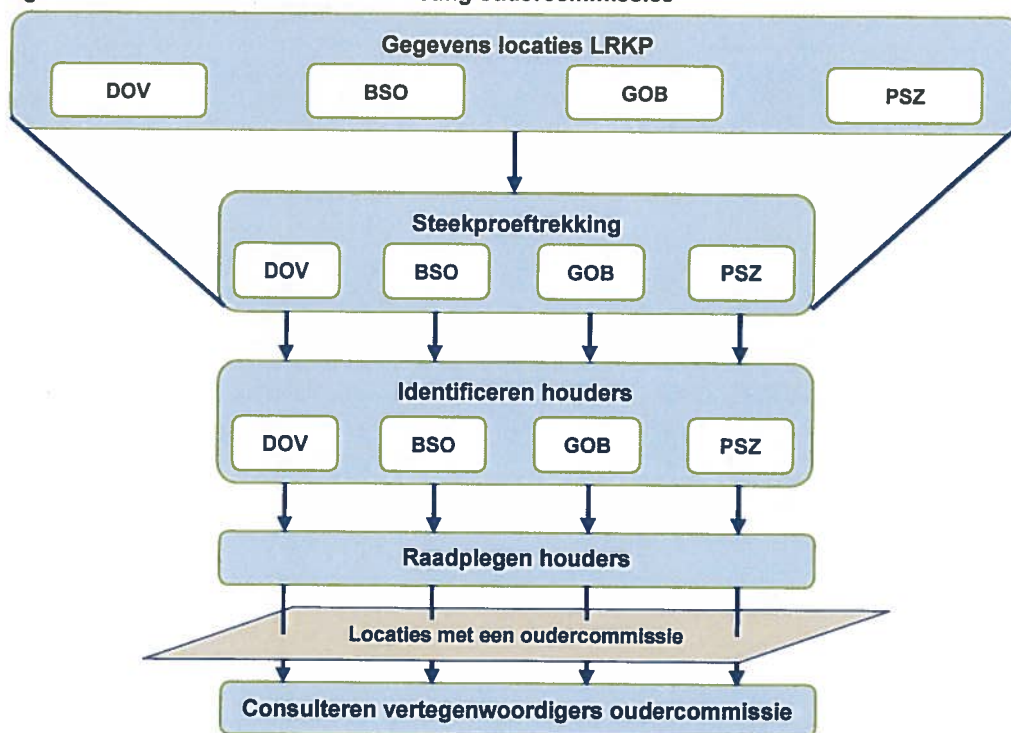 oudercommissies
Gegevens locaties LRKP
DOV BSO GOB PSZ
Steekproeftrekking
DOV BSO GOB PSZ
Identificeren houders
DOV BSO GOB PSZ
Raadplegen houders
Locaties met een oudercommissie
Consulteren vertegenwoordigers oudercommissie